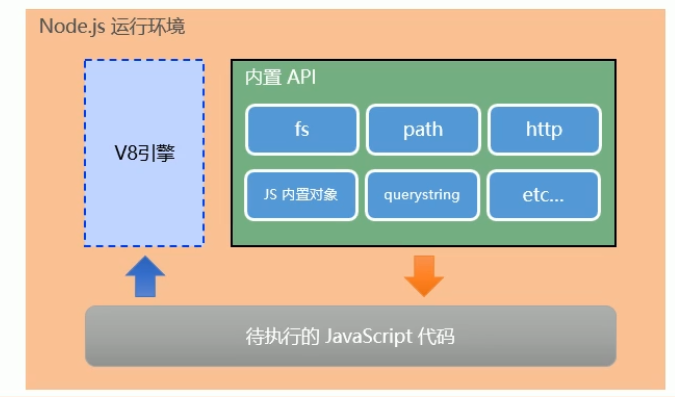 Node.js 运行环境
V8引擎
内置 API
fs
path
http
JS 内置对象
querystring
etc...
待执行的 JavaScript 代码